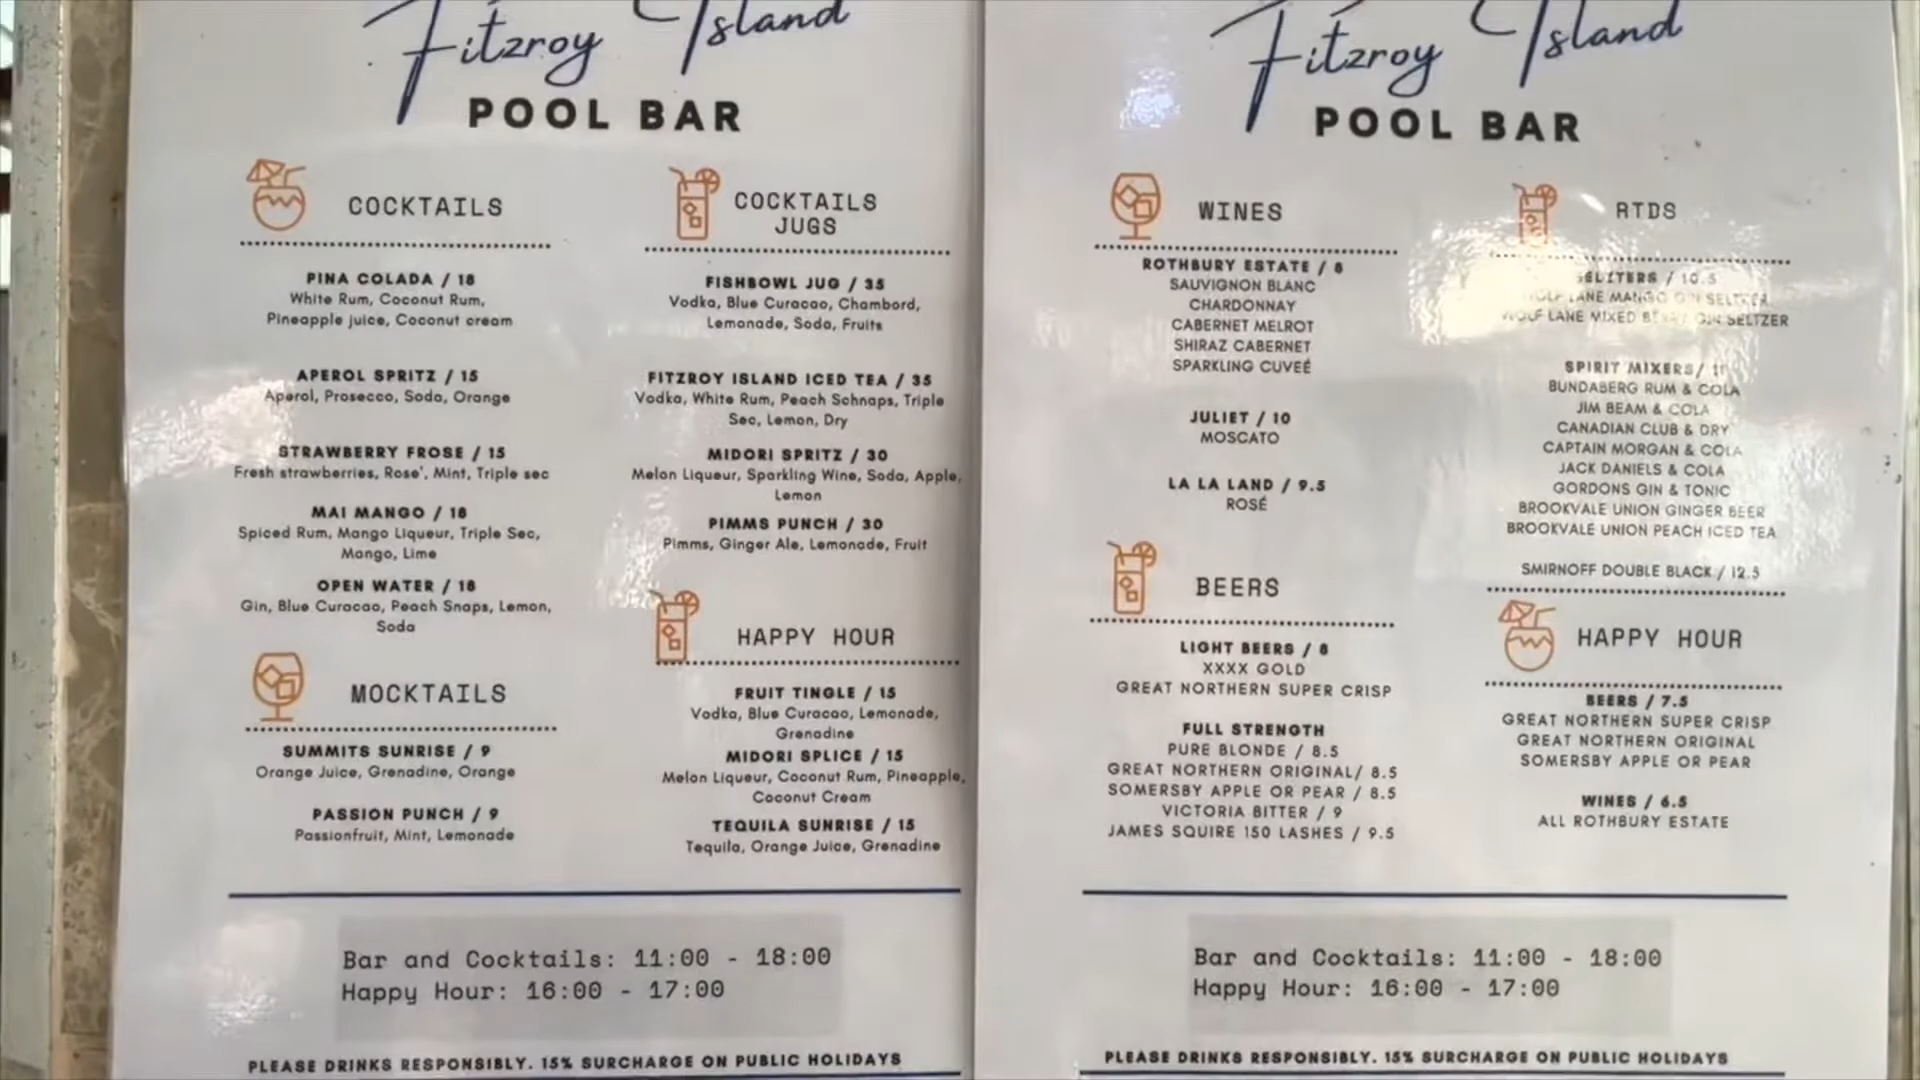 Fitzroy Island
POOL BAR
COCKTAILS
PINA COLADA / 18
White Rum, Coconut Rum,
Pineapple juice, Coconut cream
APEROL SPRITZ / 15
Aperol, Prosecco, Soda, Orange
STRAWBERRY FROSE / 15
Fresh strawberries, Rose', Mint, Triple sec
MAI MANGO / 18
Spiced Rum, Mango Liqueur, Triple Sec,
Mango, Lime
OPEN WATER / 18
Gin, Blue Curacao, Peach Snaps, Lemon,
Soda
MOCKTAILS
SUMMITS SUNRISE / 9
Orange Juice, Grenadine, Orange
PASSION PUNCH / 9
Passionfruit, Mint, Lemonade
COCKTAILS
JUGS
FISHBOWL JUG / 35
Vodka, Blue Curacao, Chambord,
Lemonade, Soda, Fruits
FITZROY ISLAND ICED TEA / 35
Vodka, White Rum, Peach Schnaps, Triple
Sec, Lemon, Dry
MIDORI SPRITZ / 30
Melon Liqueur, Sparkling Wine, Soda, Apple,
Lemon
PIMMS PUNCH / 30
Pimms, Ginger Ale, Lemonade, Fruit
HAPPY HOUR
FRUIT TINGLE / 15
Vodka, Blue Curacao, Lemonade,
Grenadine
MIDORI SPLICE / 15
Melon Liqueur, Coconut Rum, Pineapple,
Coconut Cream
TEQUILA SUNRISE / 15
Tequila, Orange Juice, Grenadine
Bar and Cocktails: 11:00 - 18:00
Happy Hour: 16:00 - 17:00
PLEASE DRINKS RESPONSIBLY. 15% SURCHARGE ON PUBLIC HOLIDAYS
Fitzroy Island
POOL BAR
WINES
ROTHBURY ESTATE / 8
SAUVIGNON BLANC
CHARDONNAY
CABERNET MELROT
SHIRAZ CABERNET
SPARKLING CUVEÉ
JULIET / 10
MOSCATO
LA LA LAND / 9.5
ROSÉ
BEERS
LIGHT BEERS / 8
XXXX GOLD
GREAT NORTHERN SUPER CRISP
FULL STRENGTH
PURE BLONDE / 8.5
GREAT NORTHERN ORIGINAL/ 8.5
SOMERSBY APPLE OR PEAR / 8.5
VICTORIA BITTER / 9
JAMES SQUIRE 150 LASHES / 9.5
RTDS
SELZTERS / 10.5
WOLF LANE MANGO GIN SELTZER
WOLF LANE MIXED BERRY GIN SELTZER
SPIRIT MIXERS/ 11
BUNDABERG RUM & COLA
JIM BEAM & COLA
CANADIAN CLUB & DRY
CAPTAIN MORGAN & COLA
JACK DANIELS & COLA
GORDONS GIN & TONIC
BROOKVALE UNION GINGER BEER
BROOKVALE UNION PEACH ICED TEA
SMIRNOFF DOUBLE BLACK / 12.5
HAPPY HOUR
BEERS / 7.5
GREAT NORTHERN SUPER CRISP
GREAT NORTHERN ORIGINAL
SOMERSBY APPLE OR PEAR
WINES / 6.5
ALL ROTHBURY ESTATE
Bar and Cocktails: 11:00 - 18:00
Happy Hour: 16:00 - 17:00
PLEASE DRINKS RESPONSIBLY. 15% SURCHARGE ON PUBLIC HOLIDAYS